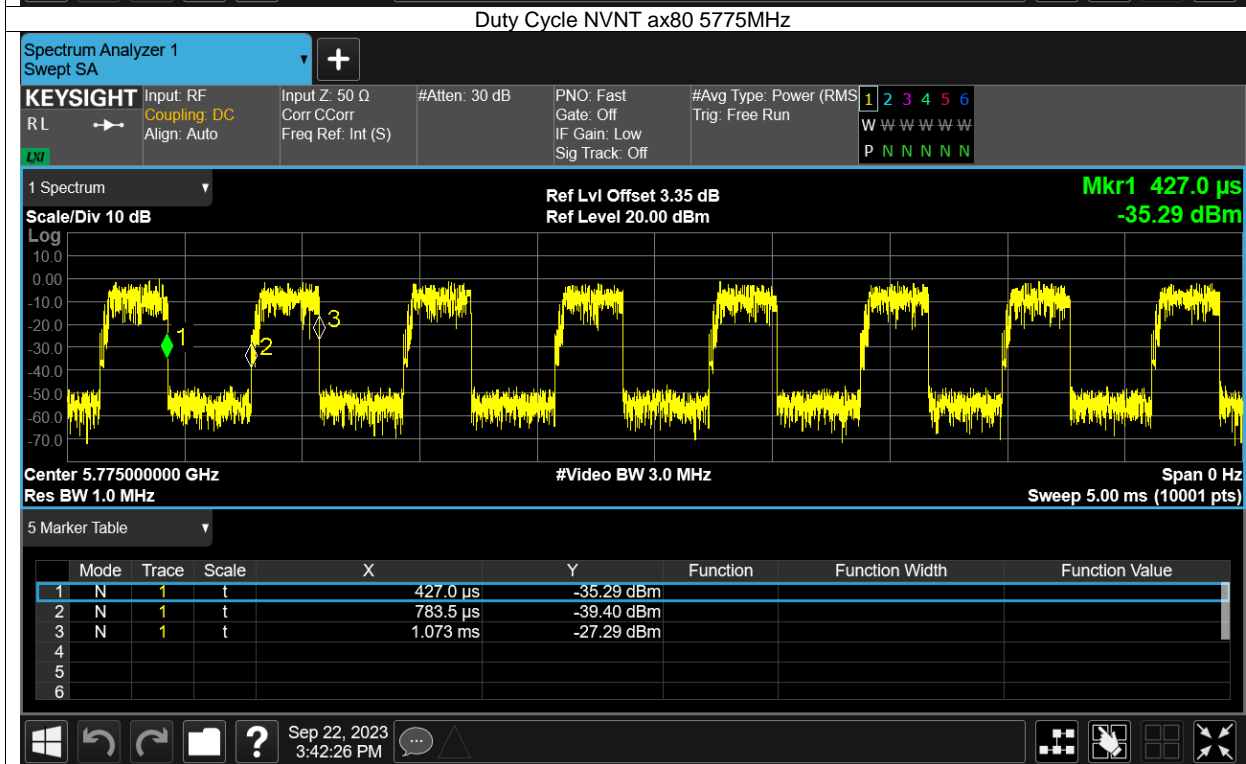 Duty Cycle NVNT ax80 5775MHz
Spectrum Analyzer 1
Swept SA
KEYSIGHT Input: RF Input Z: 50 Ω #Atten: 30 dB PNO: Fast #Avg Type: Power (RMS 1 2 3 4 5 6
R L Coupling: DC Corr CCorr Gate: Off Trig: Free Run W W W W W W
Align: Auto Freq Ref: Int (S) IF Gain: Low P N N N N N
LXI Sig Track: Off
1 Spectrum Ref Lvl Offset 3.35 dB Mkr1 427.0 µs
Scale/Div 10 dB Ref Level 20.00 dBm -35.29 dBm
Log
10.0
0.00
-10.0
-20.0 3
-30.0 1 2
-40.0
-50.0
-60.0
-70.0
Center 5.775000000 GHz #Video BW 3.0 MHz Span 0 Hz
Res BW 1.0 MHz Sweep 5.00 ms (10001 pts)
5 Marker Table
Mode Trace Scale X Y Function Function Width Function Value
1 N 1 t 427.0 µs -35.29 dBm
2 N 1 t 783.5 µs -39.40 dBm
3 N 1 t 1.073 ms -27.29 dBm
4
5
6
? Sep 22, 2023
3:42:26 PM